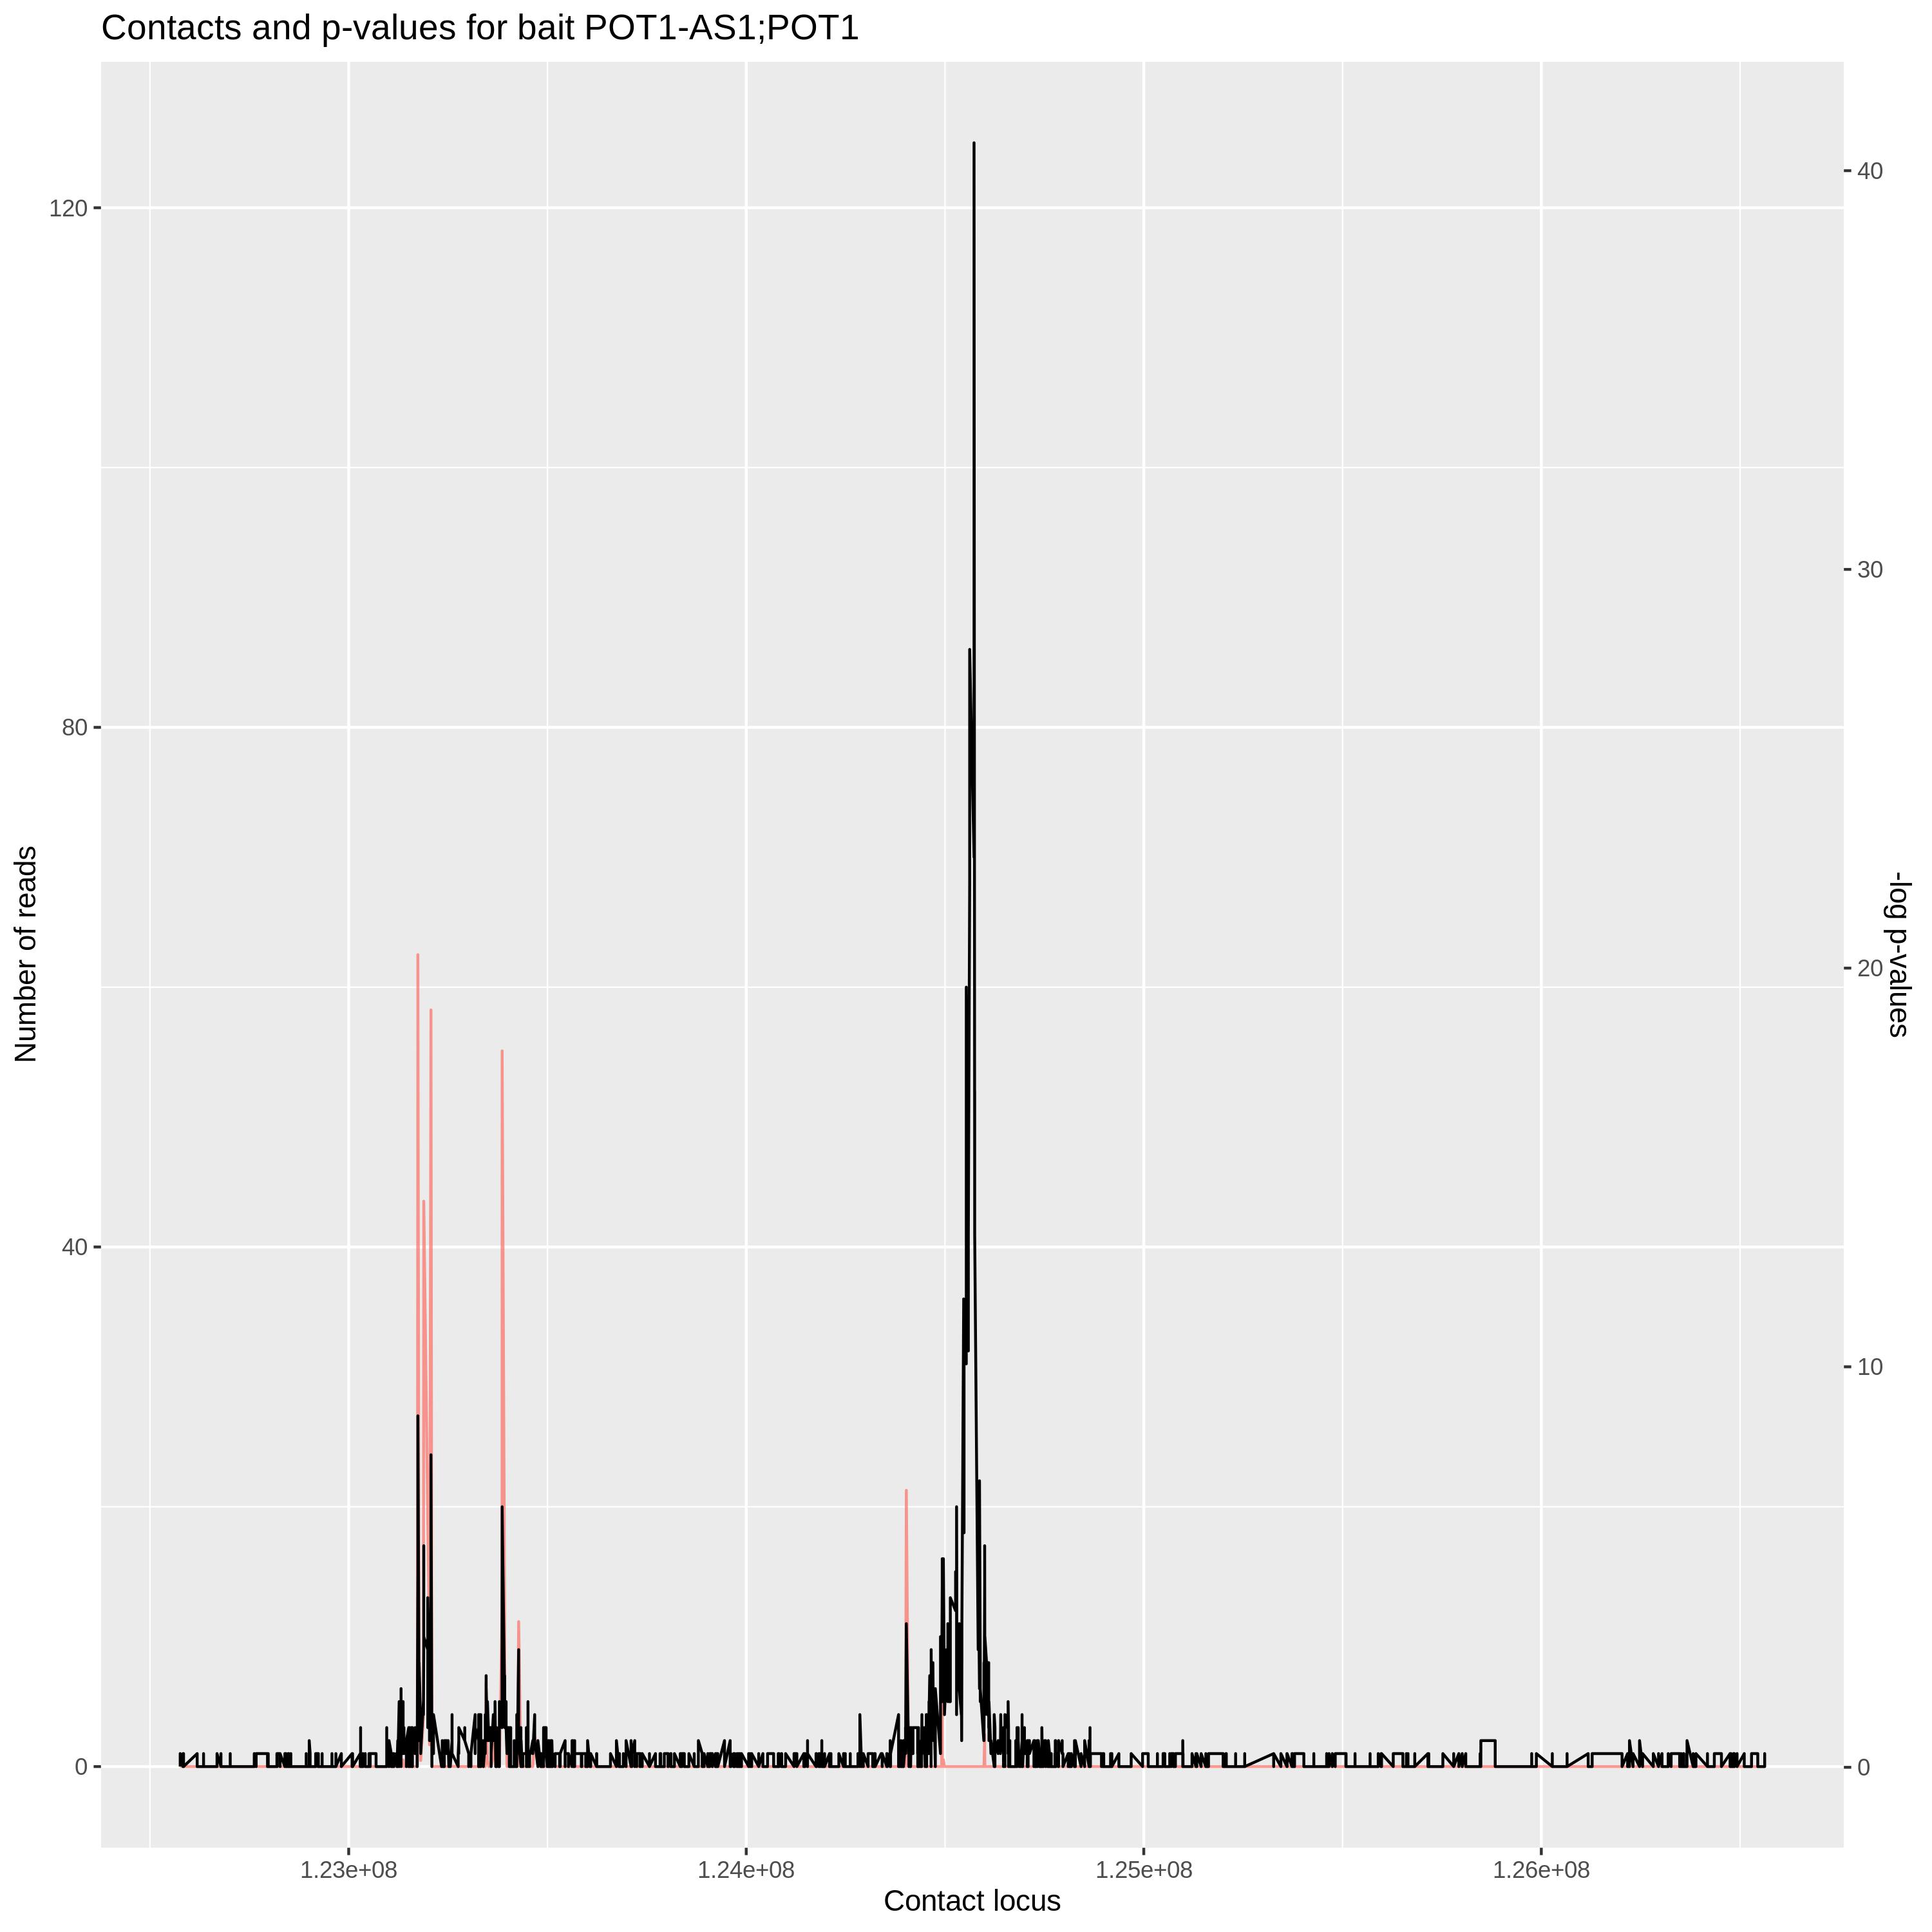 Contacts and p-values for bait POT1-AS1;POT1
120
80
40
0
Number of reads
40
30
20
10
0
-log p-values
1.23e+08
1.24e+08
1.25e+08
1.26e+08
Contact locus